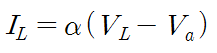 I_L = α(V_L − V_a)